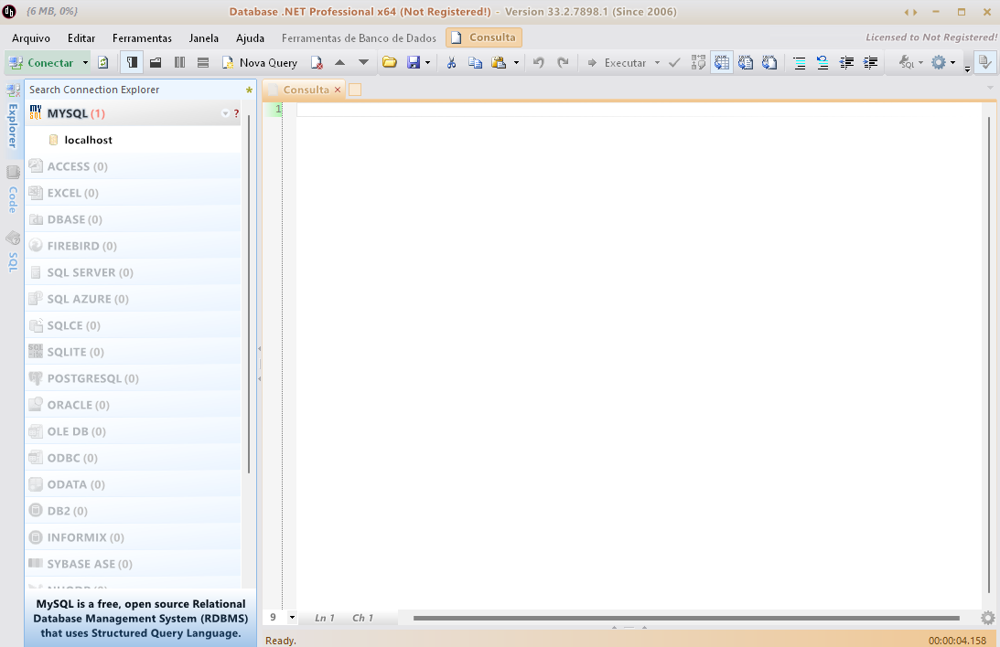 {6 MB, 0%}
Database .NET Professional x64 (Not Registered!) - Version 33.2.7898.1 (Since 2006)
Arquivo Editar Ferramentas Janela Ajuda Ferramentas de Banco de Dados Consulta Licensed to Not Registered!
Conectar Nova Query Executar SQL
Search Connection Explorer
Consulta
Explorer
Code
SQL
MYSQL (1) ?
1
localhost
ACCESS (0)
EXCEL (0)
DBASE (0)
FIREBIRD (0)
SQL SERVER (0)
SQL AZURE (0)
SQLCE (0)
SQLITE (0)
POSTGRESQL (0)
ORACLE (0)
OLE DB (0)
ODBC (0)
ODATA (0)
DB2 (0)
INFORMIX (0)
SYBASE ASE (0)
MySQL is a free, open source Relational
Database Management System (RDBMS)
that uses Structured Query Language.
9 Ln 1 Ch 1
Ready. 00:00:04.158